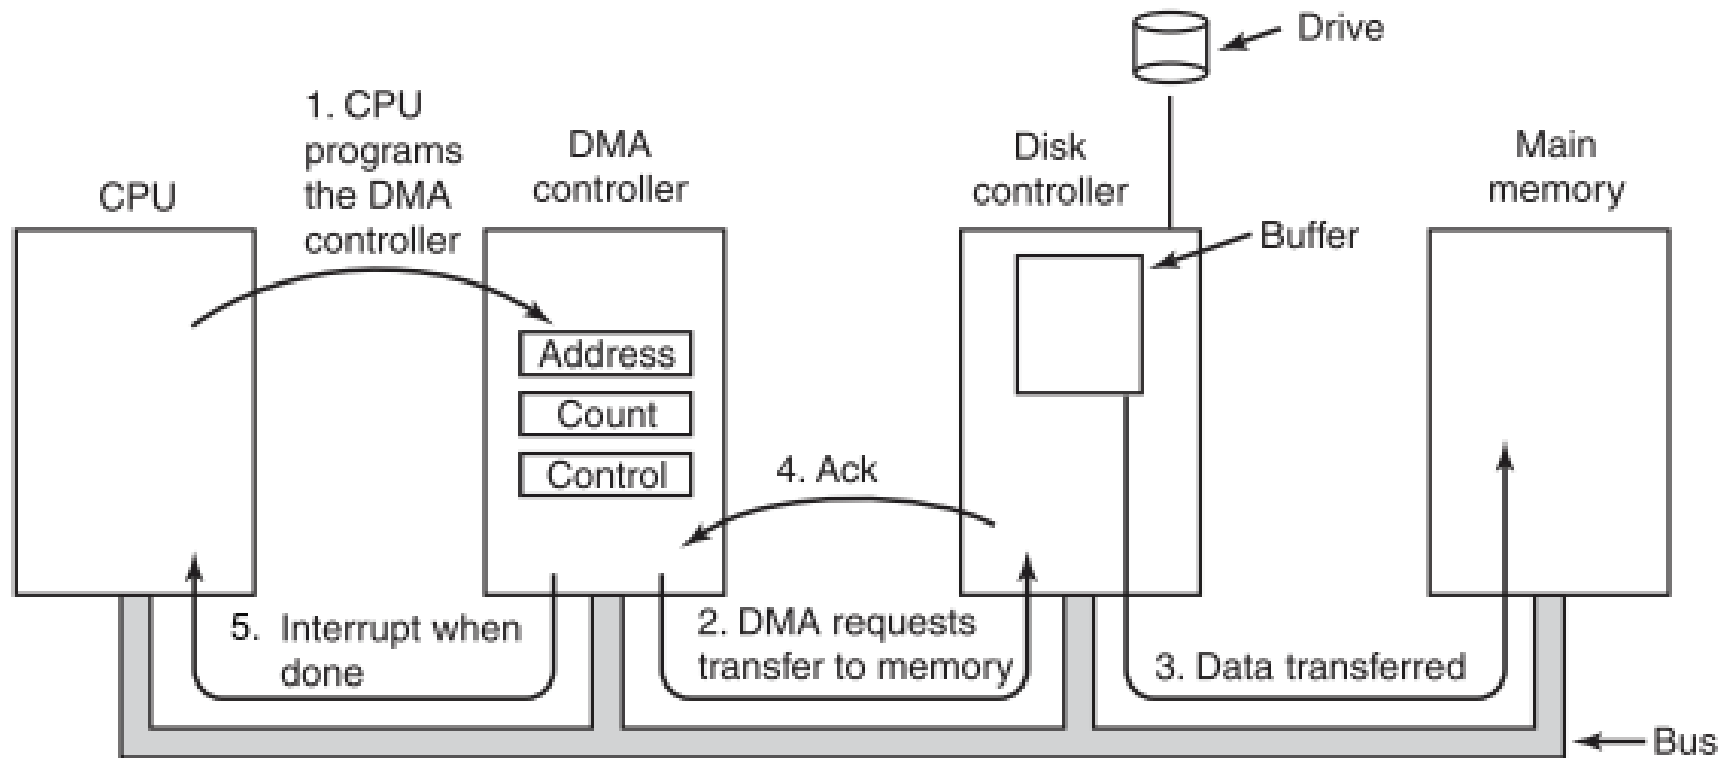 Drive
1. CPU
programs
the DMA
controller
CPU
DMA
controller
Disk
controller
Main
memory
Buffer
Address
Count
Control
4. Ack
5. Interrupt when
done
2. DMA requests
transfer to memory
3. Data transferred
Bus